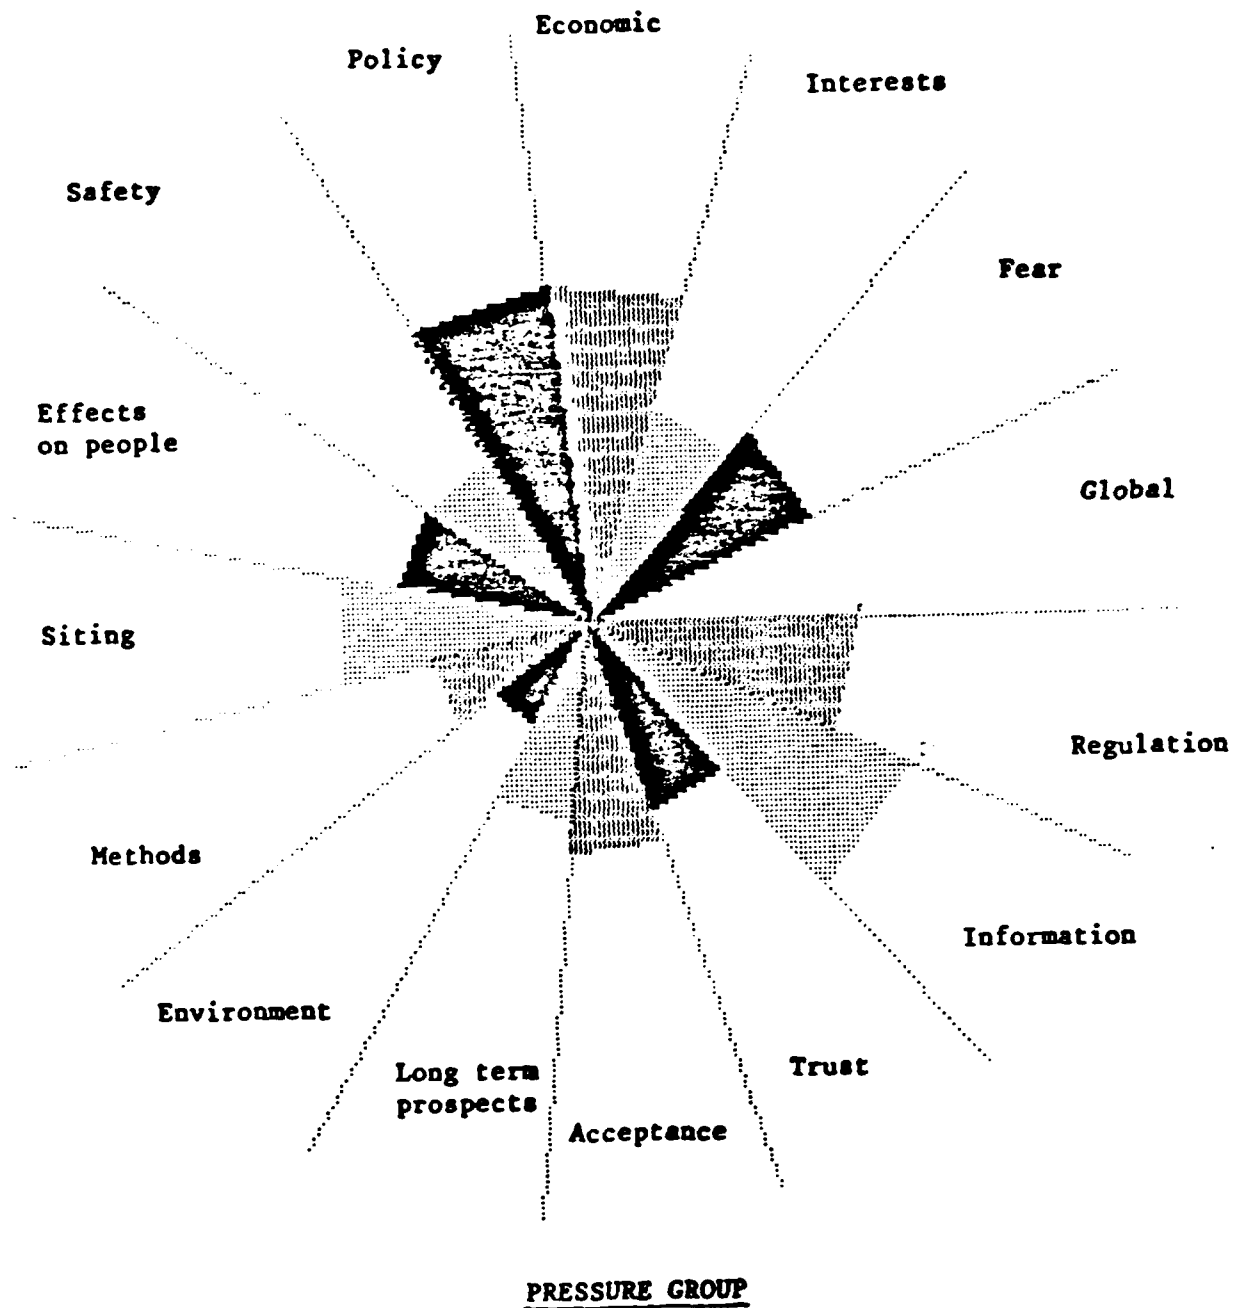 Economic
Policy
Interests
Safety
Fear
Effects
on people
Global
Siting
Regulation
Methods
Information
Environment
Long term
prospects
Trust
Acceptance
PRESSURE GROUP